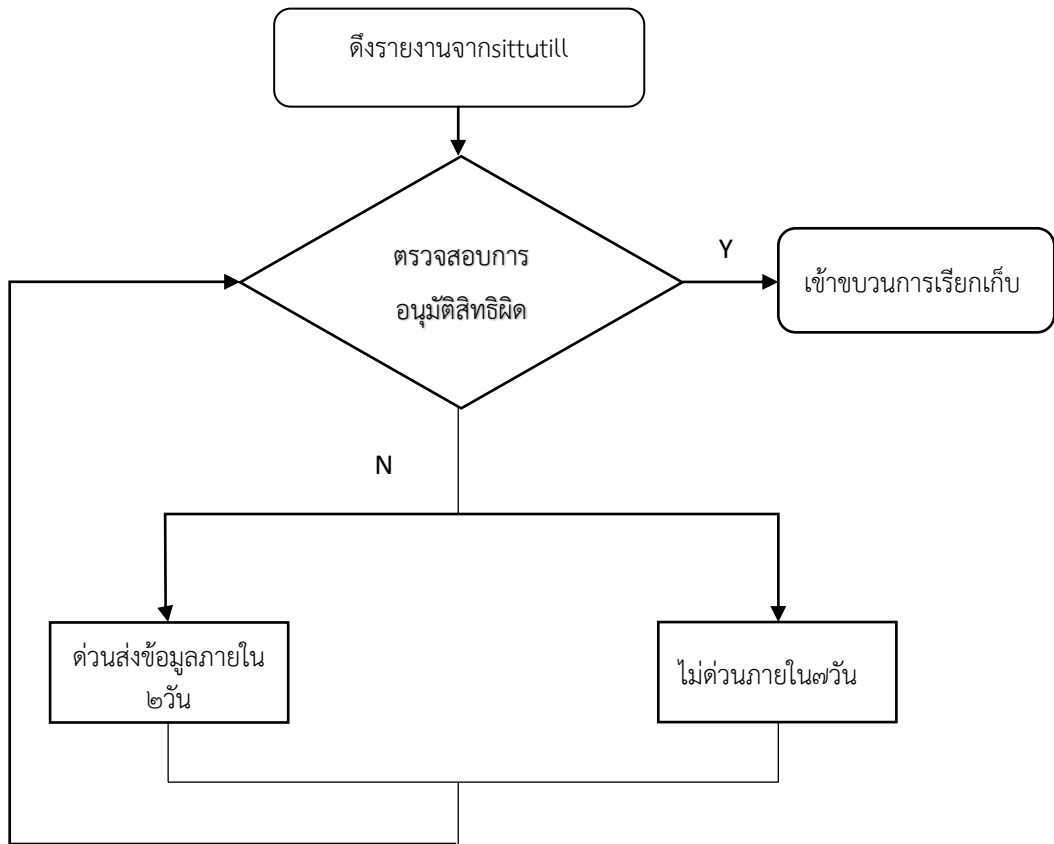 ดึงรายงานจากsittutill
ตรวจสอบการ
อนุมัติสิทธิผิด
Y
เข้าขบวนการเรียกเก็บ
N
ด่วนส่งข้อมูลภายใน
๒วัน
ไม่ด่วนภายใน๗วัน